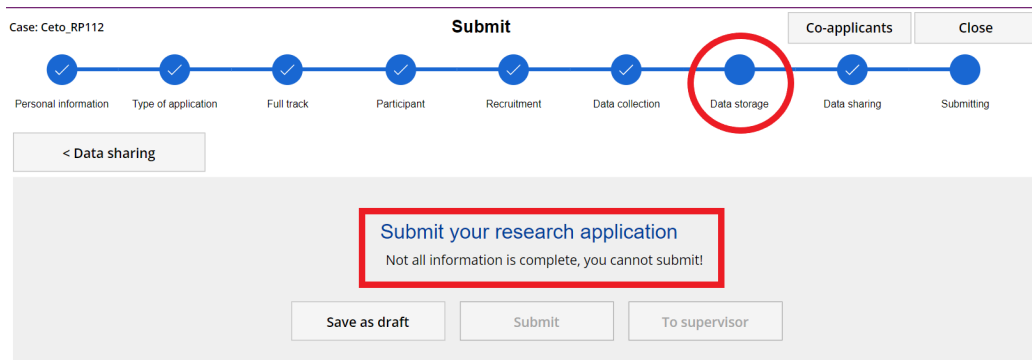 Case: Ceto_RP112
Submit
Co-applicants
Close
Personal information
Type of application
Full track
Participant
Recruitment
Data collection
Data storage
Data sharing
Submitting
< Data sharing
Submit your research application
Not all information is complete, you cannot submit!
Save as draft
Submit
To supervisor